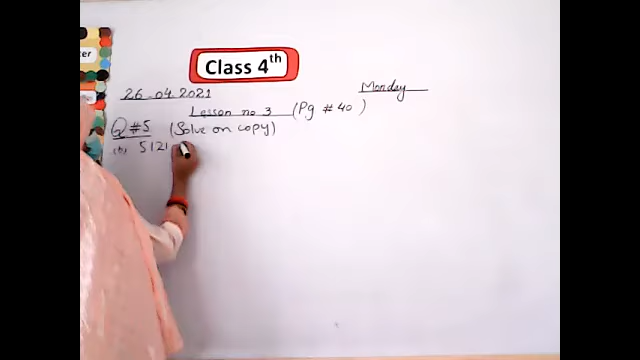 Class 4th
26-04-2021 Monday
Lesson no 3 (Pg # 40)
Q #5 (Solve on copy)
5121